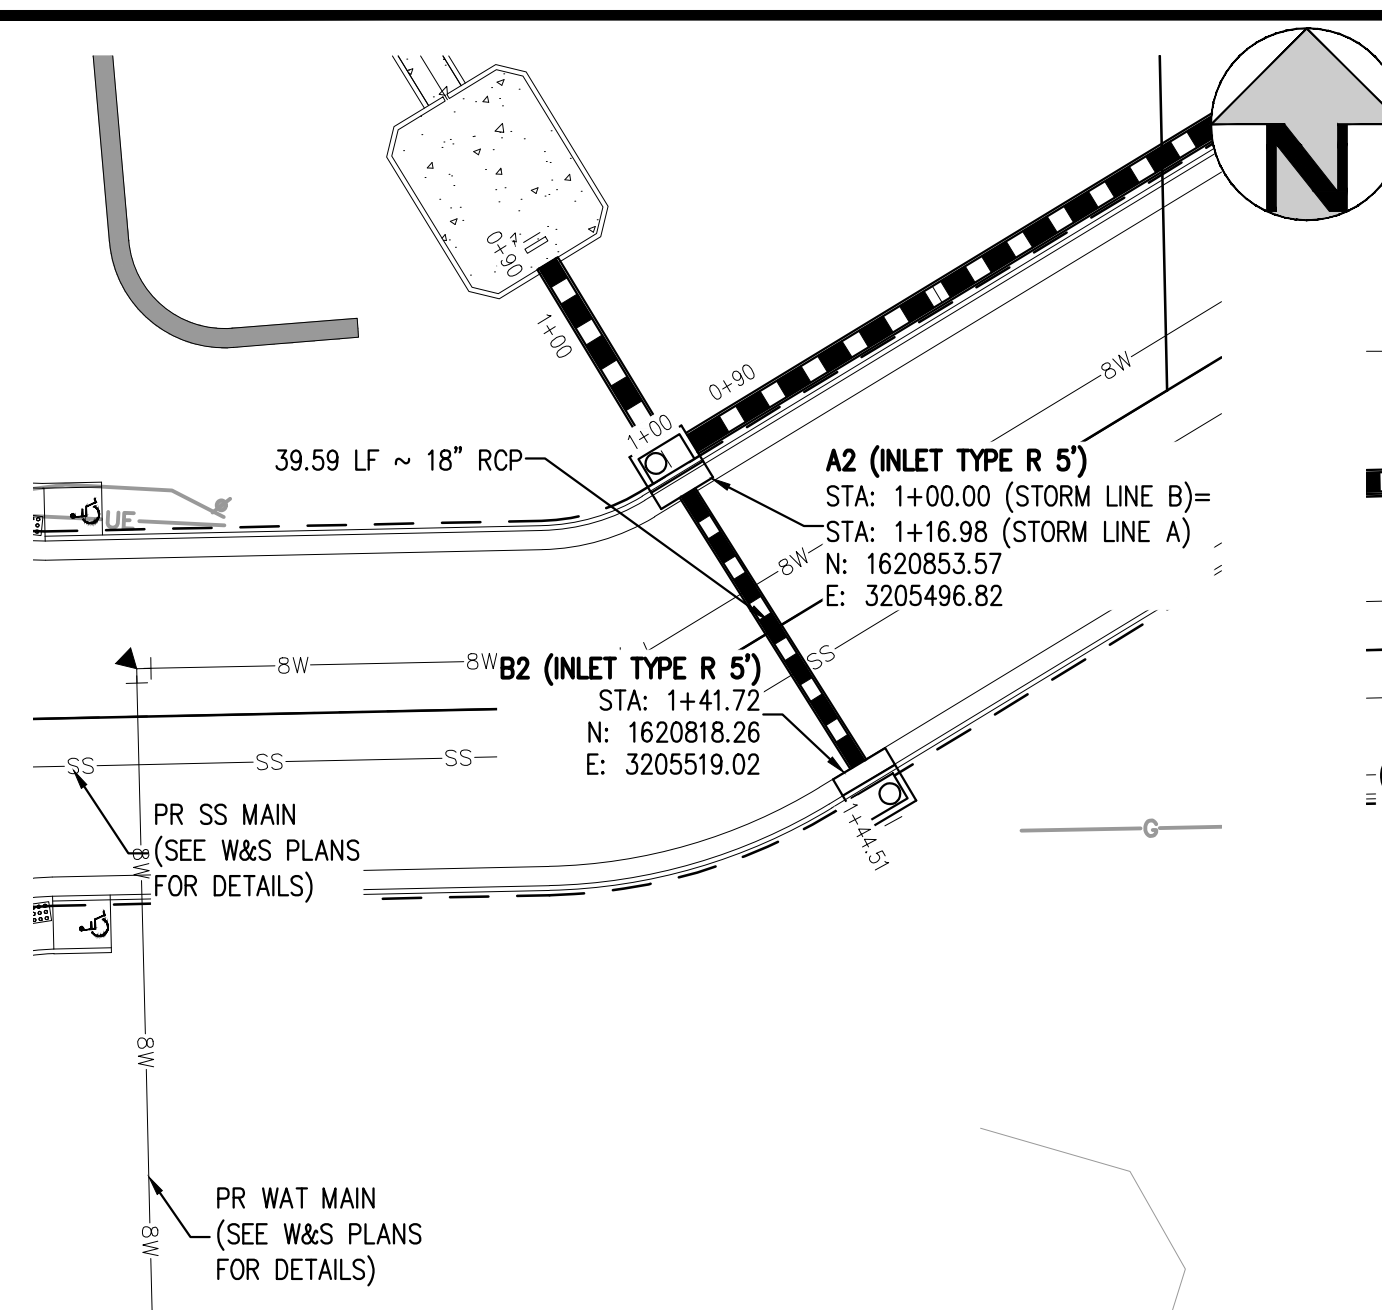 N
0+90
1+00
0+90
1+00
8W
39.59 LF ~ 18" RCP
A2 (INLET TYPE R 5')
STA: 1+00.00 (STORM LINE B)=
STA: 1+16.98 (STORM LINE A)
N: 1620853.57
E: 3205496.82
UE
8W
SS
8W
8W
B2 (INLET TYPE R 5')
STA: 1+41.72
N: 1620818.26
E: 3205519.02
SS
SS
SS
PR SS MAIN
(SEE W&S PLANS
FOR DETAILS)
8W
1+44.51
G
8W
PR WAT MAIN
(SEE W&S PLANS
FOR DETAILS)
8W